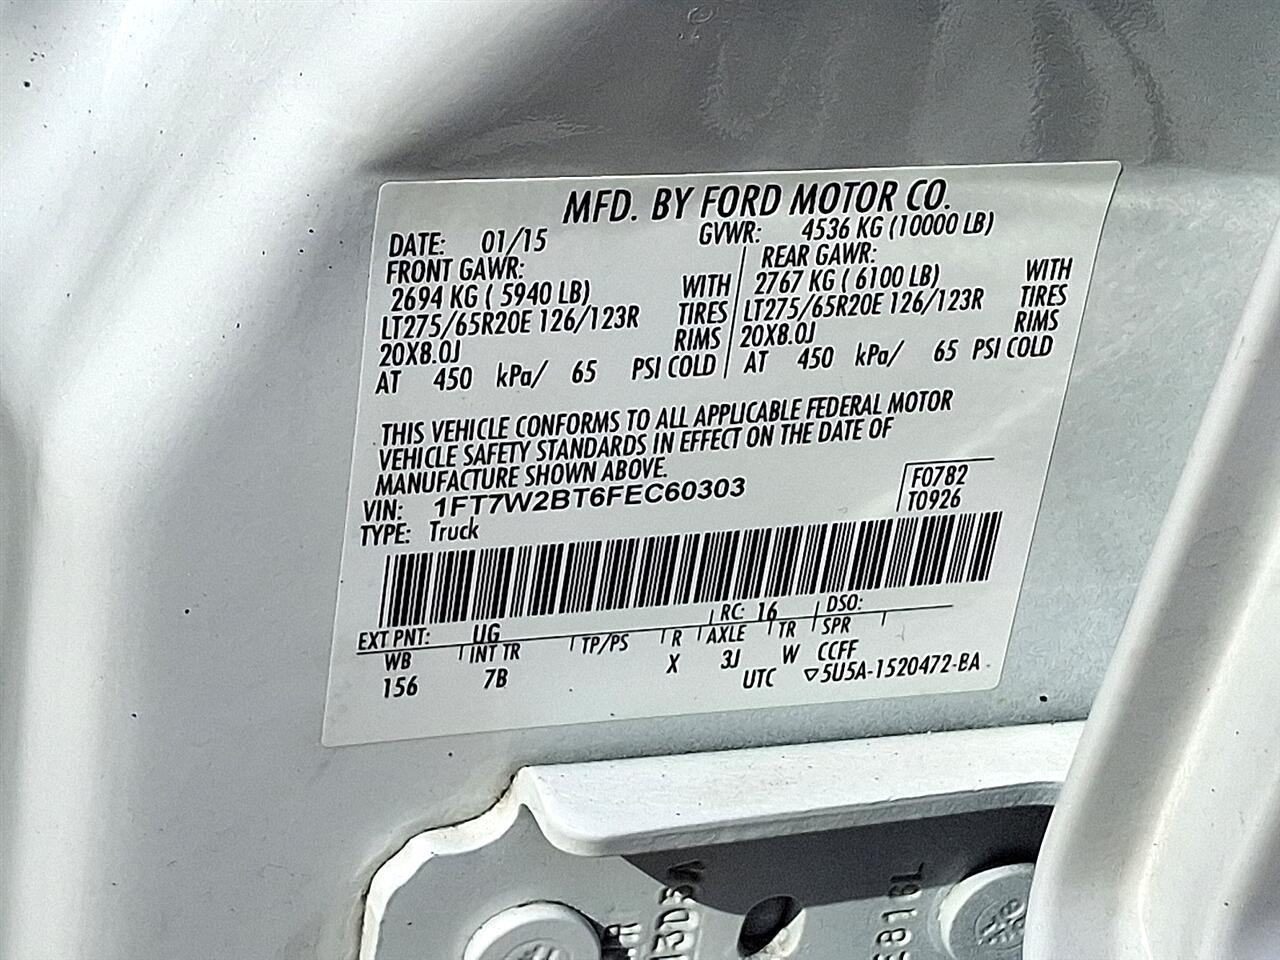 MFD. BY FORD MOTOR CO.
DATE: 01/15 GVWR: 4536 KG (10000 LB)
FRONT GAWR: REAR GAWR:
2694 KG ( 5940 LB) WITH 2767 KG ( 6100 LB) WITH
LT275/65R20E 126/123R TIRES LT275/65R20E 126/123R TIRES
20X8.0J RIMS 20X8.0J RIMS
AT 450 kPa/ 65 PSI COLD AT 450 kPa/ 65 PSI COLD
THIS VEHICLE CONFORMS TO ALL APPLICABLE FEDERAL MOTOR
VEHICLE SAFETY STANDARDS IN EFFECT ON THE DATE OF
MANUFACTURE SHOWN ABOVE.
VIN: 1FT7W2BT6FEC60303 F0782
TYPE: Truck T0926
EXT PNT: UG RC: 16 DSO:
WB INT TR TP/PS R AXLE TR SPR
156 7B X 3J W CCFF
UTC ▽5U5A-1520472-BA